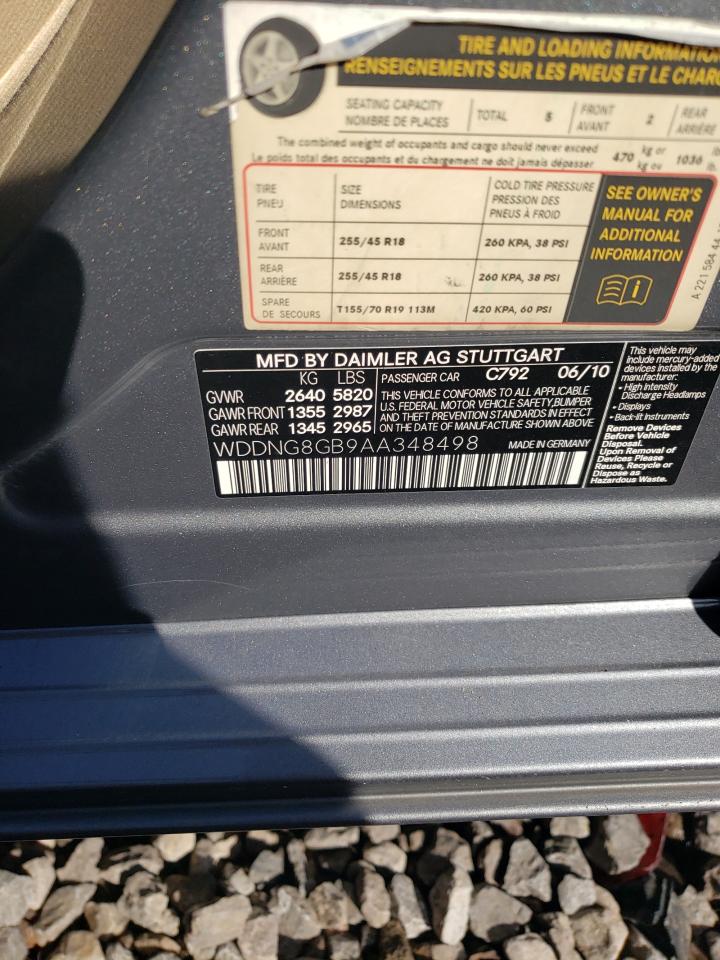 TIRE AND LOADING INFORMATION
RENSEIGNEMENTS SUR LES PNEUS ET LE
SEATING CAPACITY
NOMBRE DE PLACES
TOTAL 5
FRONT
AVANT
2
REAR
ARRIÈRE
The combined weight of occupants and cargo should never exceed
Le poids total des occupants et du chargement ne doit jamais dépasser
470 kg or
kg ou
1036 lb
lb.
TIRE
PNEU
SIZE
DIMENSIONS
COLD TIRE PRESSURE
PRESSION DES
PNEUS À FROID
FRONT
AVANT
255/45 R18
260 KPA, 38 PSI
REAR
ARRIÈRE
255/45 R18
260 KPA, 38 PSI
SPARE
DE SECOURS
T155/70 R19 113M
420 KPA, 60 PSI
SEE OWNER'S
MANUAL FOR
ADDITIONAL
INFORMATION
A 221 584 44
MFD BY DAIMLER AG STUTTGART
KG LBS
GVWR 2640 5820
GAWR FRONT 1355 2987
GAWR REAR 1345 2965
PASSENGER CAR C792 06/10
THIS VEHICLE CONFORMS TO ALL APPLICABLE
U.S. FEDERAL MOTOR VEHICLE SAFETY,BUMPER
AND THEFT PREVENTION STANDARDS IN EFFECT
ON THE DATE OF MANUFACTURE SHOWN ABOVE
WDDNG8GB9AA348498 MADE IN GERMANY
This vehicle may
include mercury-added
devices installed by the
manufacturer:
• High Intensity
Discharge Headlamps
• Displays
• Back-lit Instruments
Remove Devices
Before Vehicle
Disposal.
Upon Removal of
Devices Please
Reuse, Recycle or
Dispose as
Hazardous Waste.